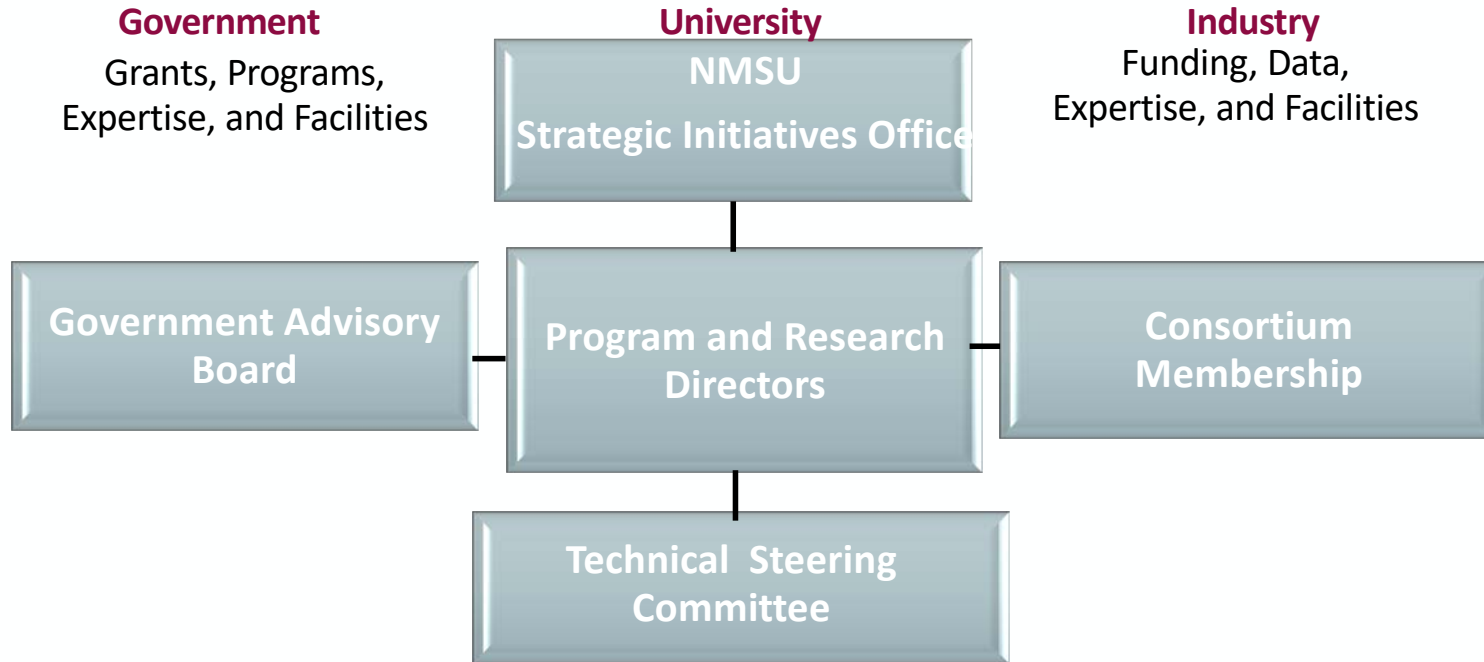 Government
Grants, Programs,
Expertise, and Facilities
University
NMSU
Strategic Initiatives Office
Industry
Funding, Data,
Expertise, and Facilities
Government Advisory
Board
Program and Research
Directors
Consortium
Membership
Technical  Steering
Committee